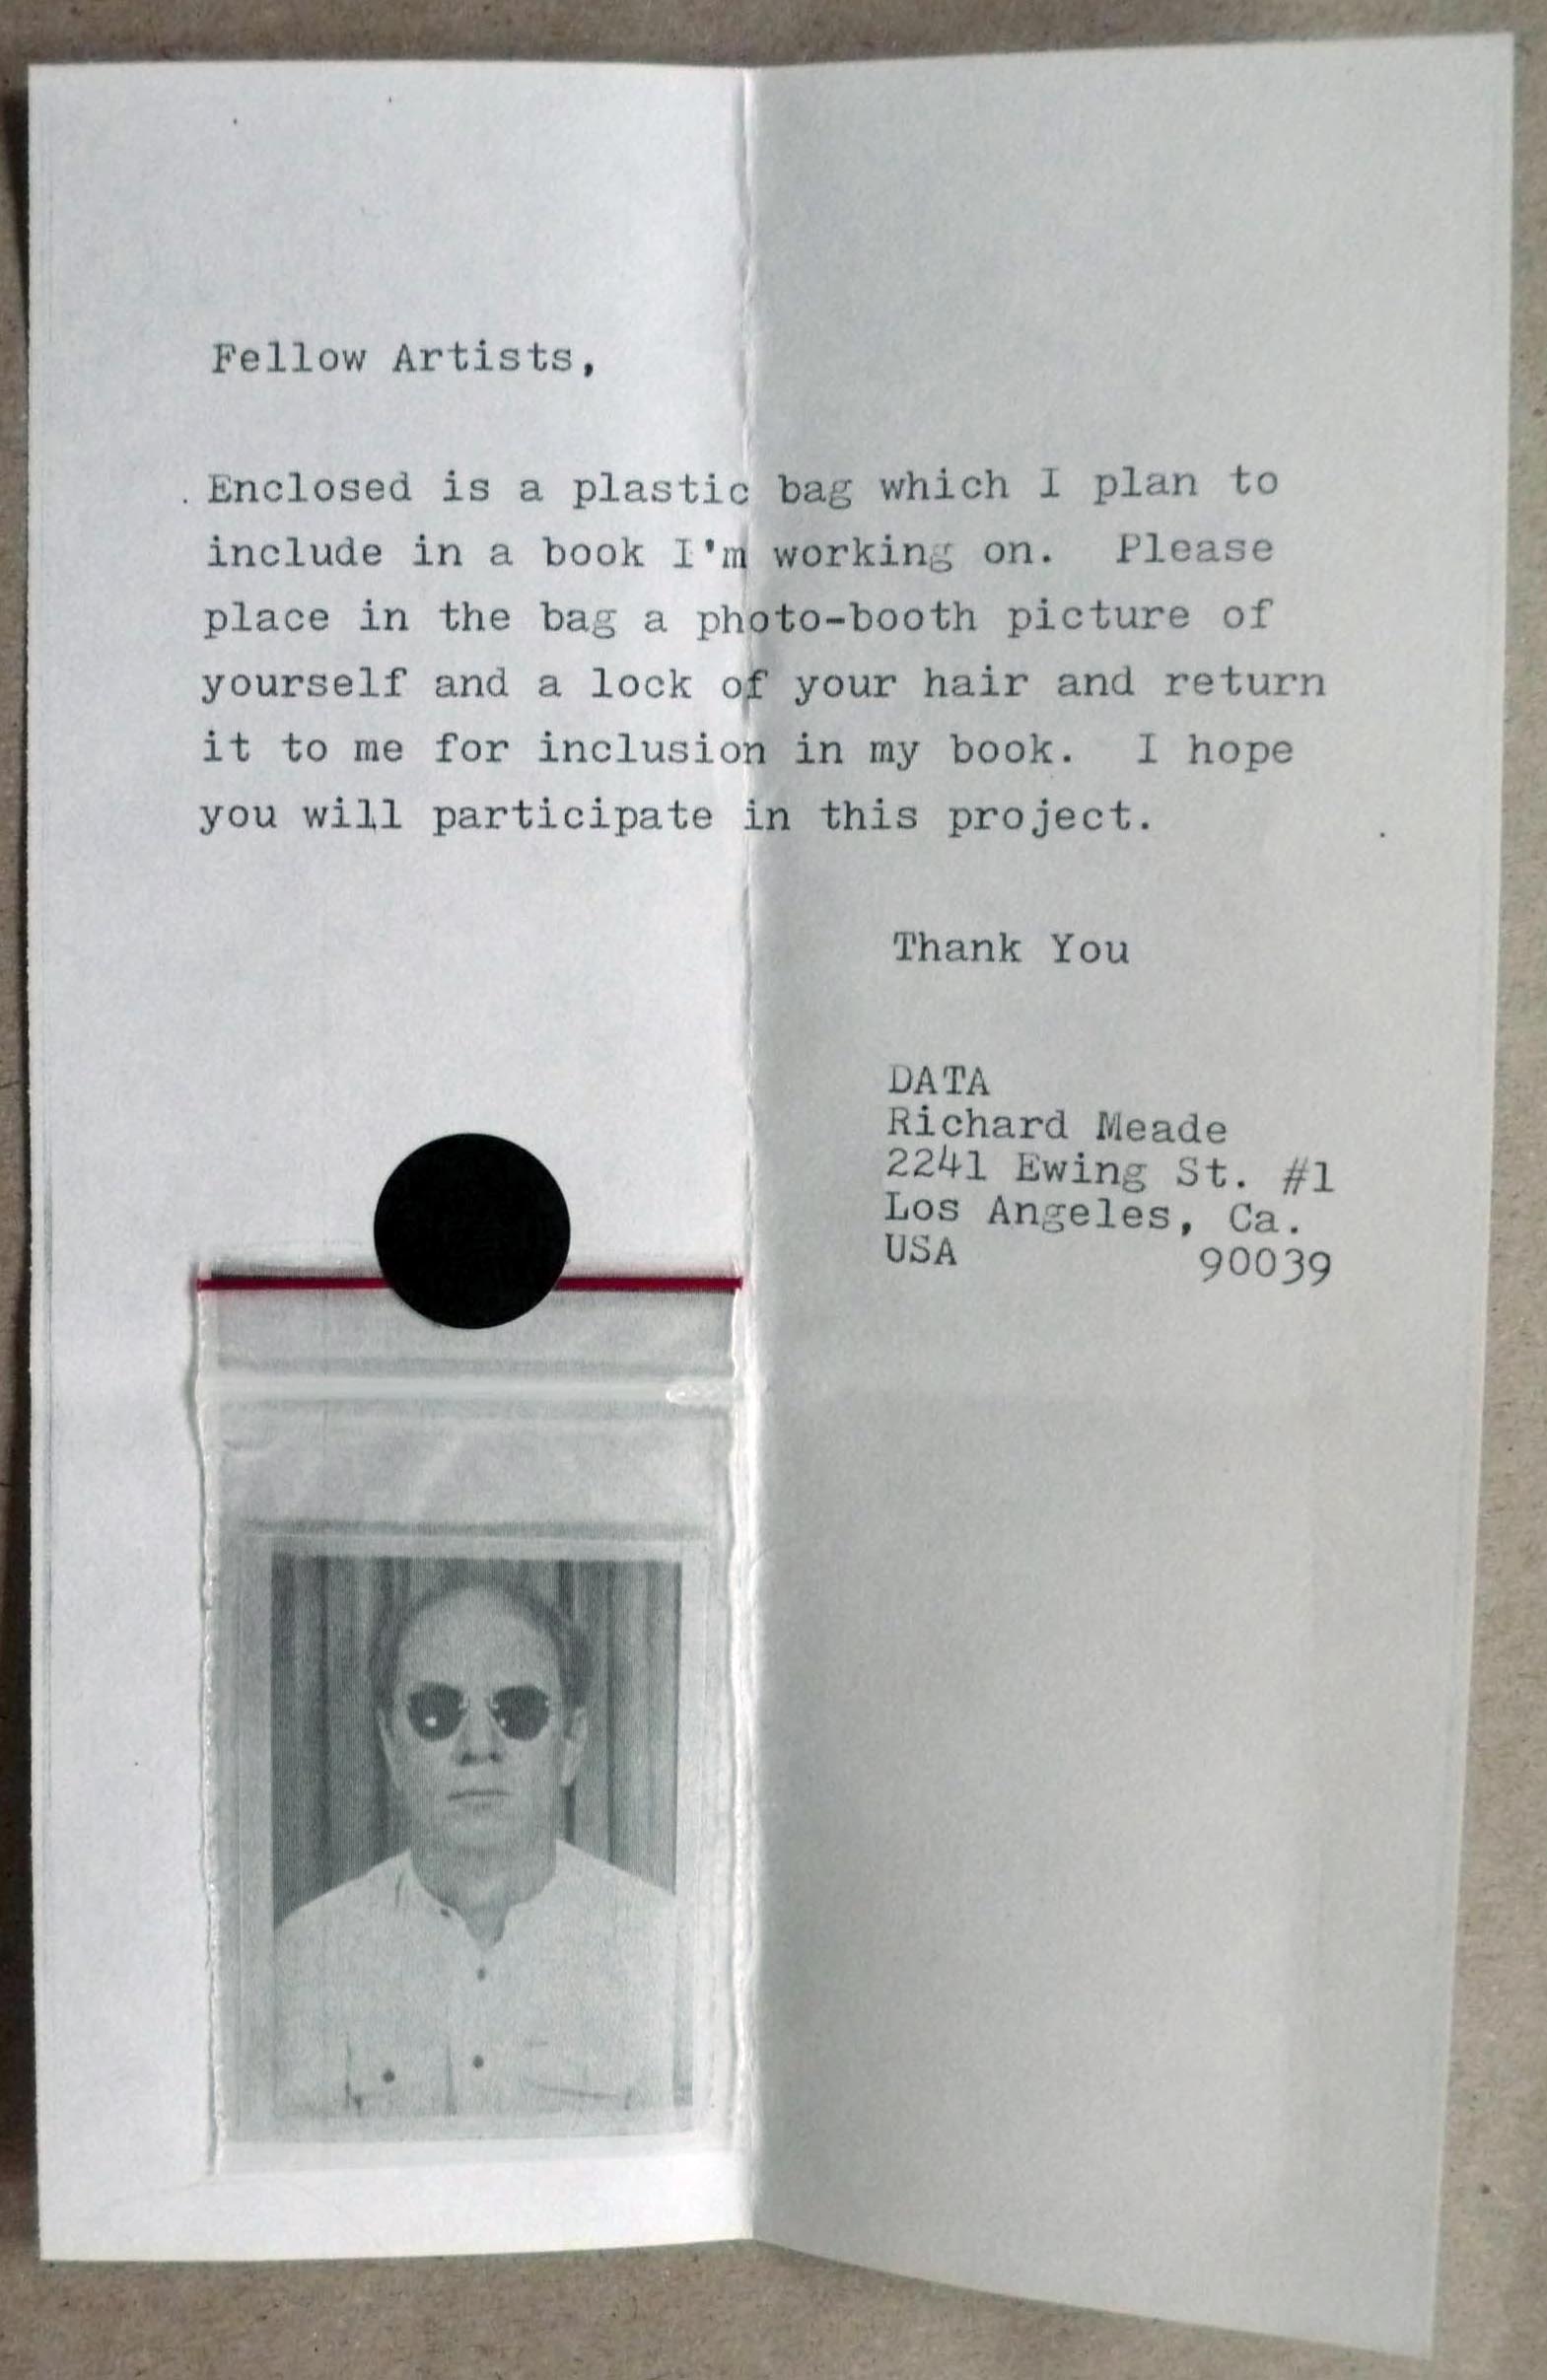 Fellow Artists,
Enclosed is a plastic bag which I plan to
include in a book I'm working on. Please
place in the bag a photo-booth picture of
yourself and a lock of your hair and return
it to me for inclusion in my book. I hope
you will participate in this project.
Thank You
DATA
Richard Meade
2241 Ewing St. #1
Los Angeles, Ca.
USA 90039